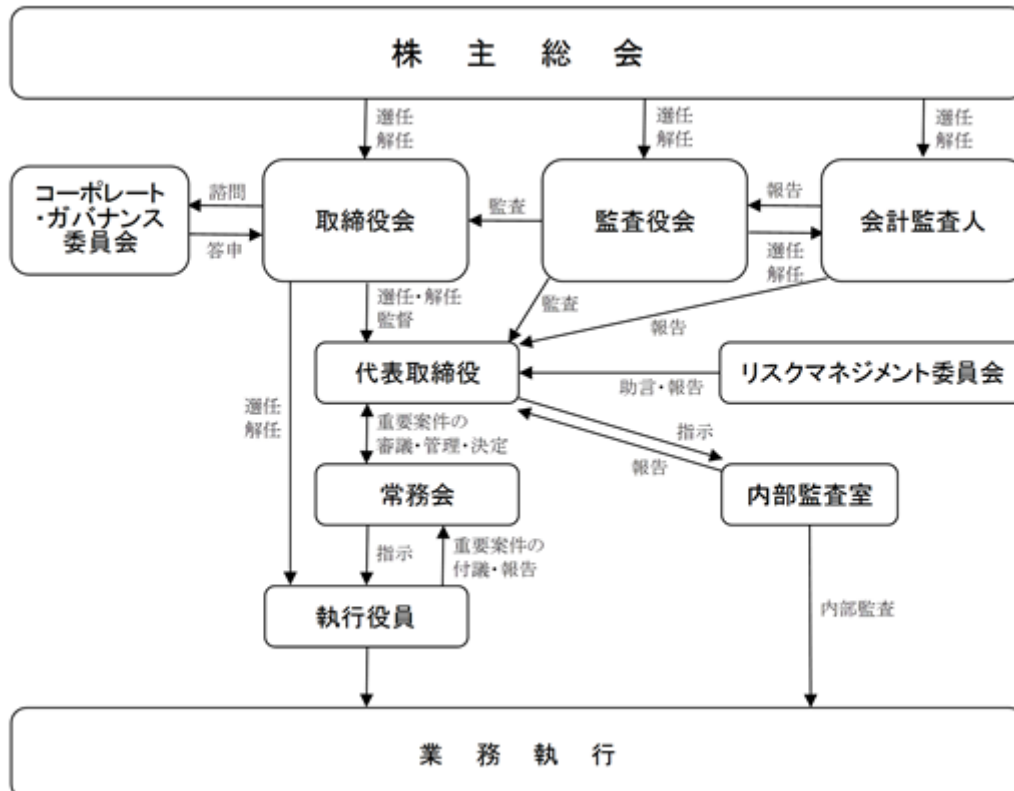 株主総会
選任
解任
選任
解任
選任
解任
コーポレート
・ガバナンス
委員会
諮問
答申
取締役会
監査
監査役会
報告
選任
解任
会計監査人
選任・解任
監督
監査
報告
代表取締役
助言・報告
リスクマネジメント委員会
選任
解任
重要案件の
審議・管理・決定
指示
報告
常務会
内部監査室
指示
重要案件の
付議・報告
執行役員
内部監査
業務執行